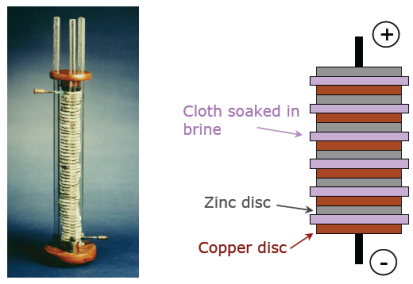 +
Cloth soaked in
brine
Zinc disc
Copper disc
-